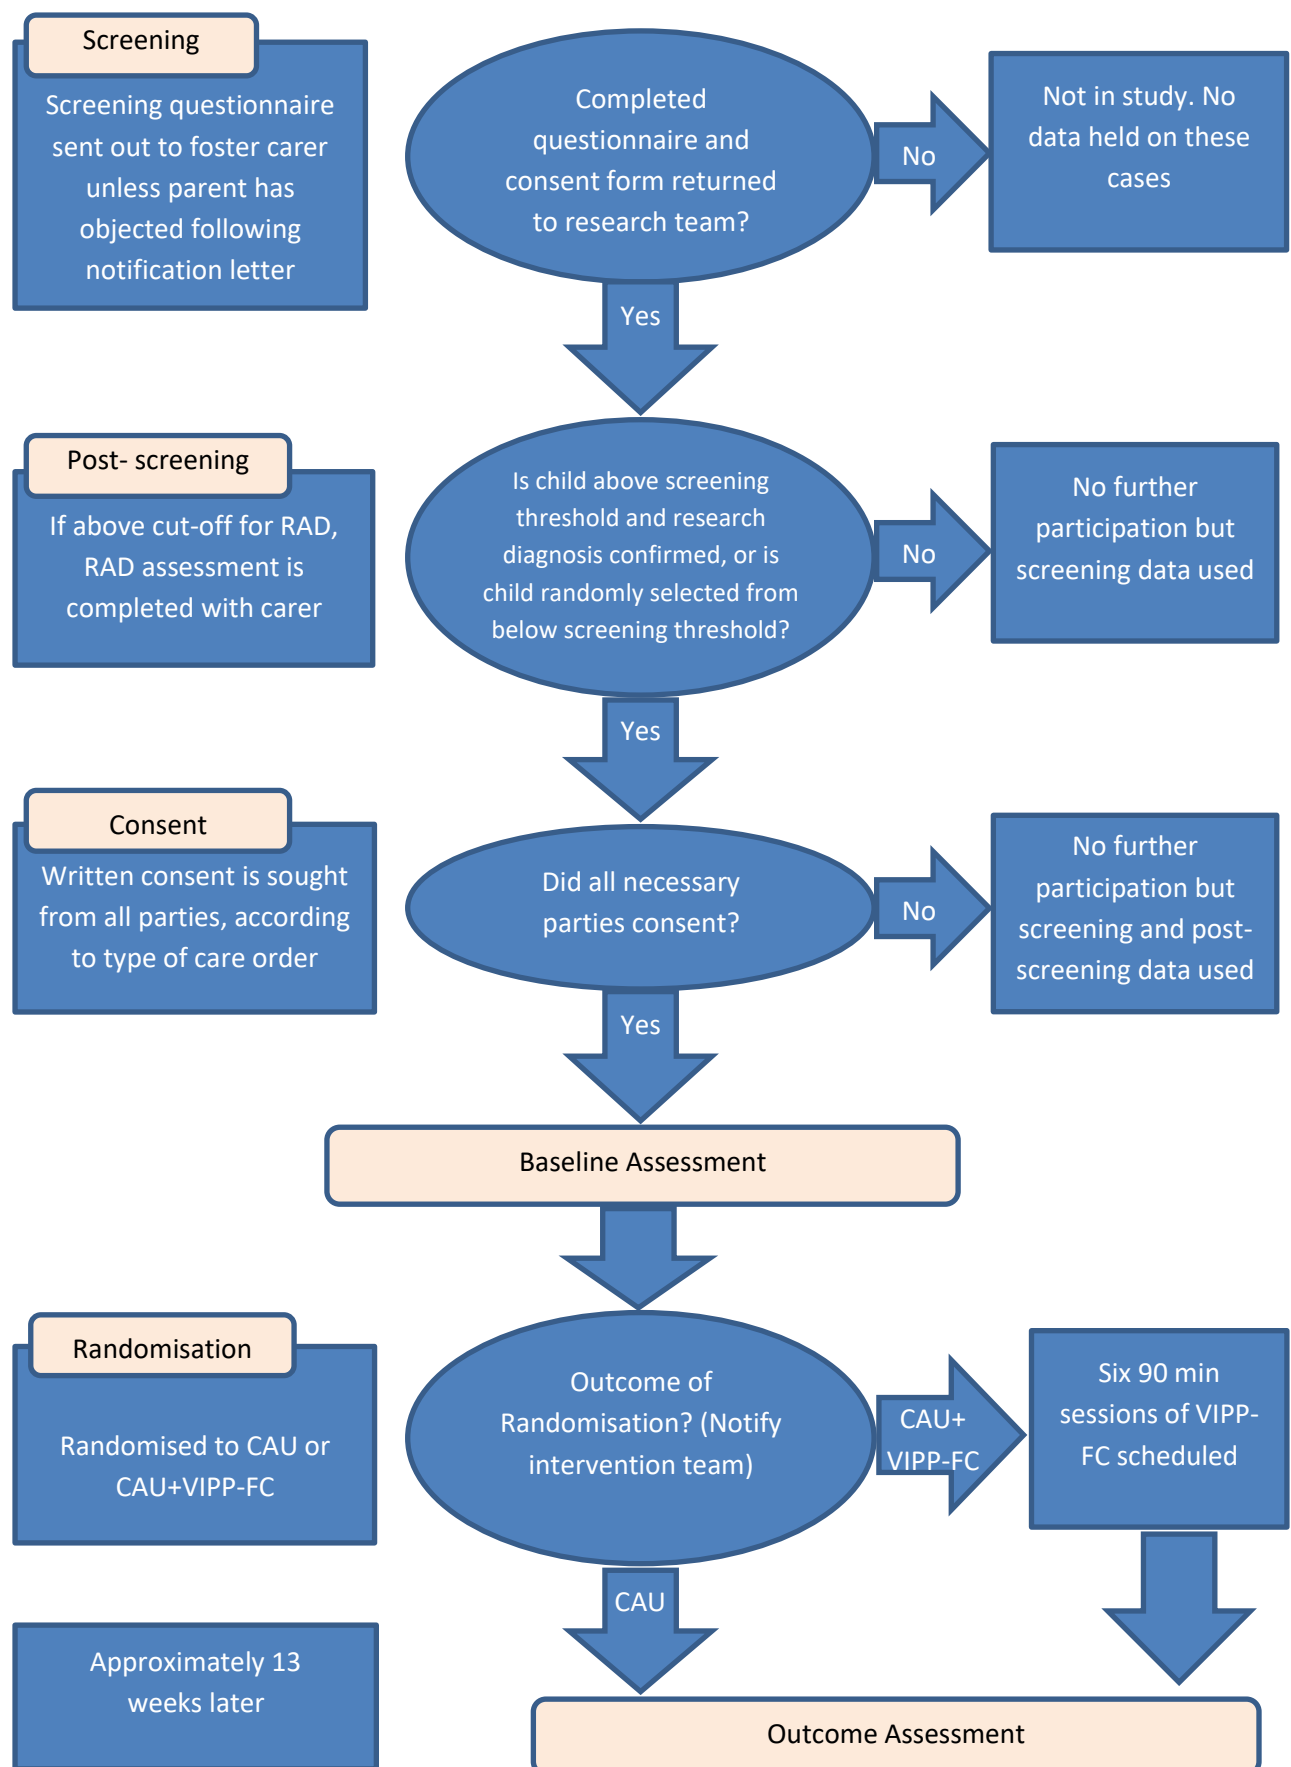 Screening
Screening questionnaire
sent out to foster carer
unless parent has
objected following
notification letter
Completed
questionnaire and
consent form returned
to research team?
No
Not in study. No
data held on these
cases
Yes
Post- screening
If above cut-off for RAD,
RAD assessment is
completed with carer
Is child above screening
threshold and research
diagnosis confirmed, or is
child randomly selected from
below screening threshold?
No
No further
participation but
screening data used
Yes
Consent
Written consent is sought
from all parties, according
to type of care order
Did all necessary
parties consent?
No
No further
participation but
screening and post-
screening data used
Yes
Baseline Assessment
Randomisation
Randomised to CAU or
CAU+VIPP-FC
Outcome of
Randomisation? (Notify
intervention team)
CAU+
VIPP-FC
Six 90 min
sessions of VIPP-
FC scheduled
CAU
Approximately 13
weeks later
Outcome Assessment